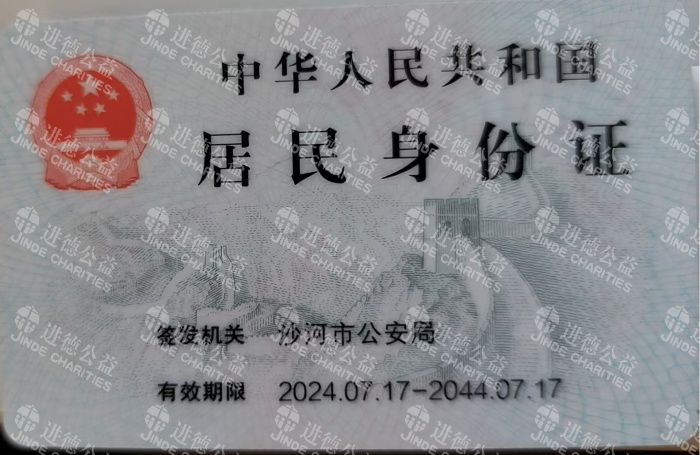 中华人民共和国
居民身份证
签发机关 沙河市公安局
有效期限 2024.07.17-2044.07.17
进德公益
JINDE CHARITIES